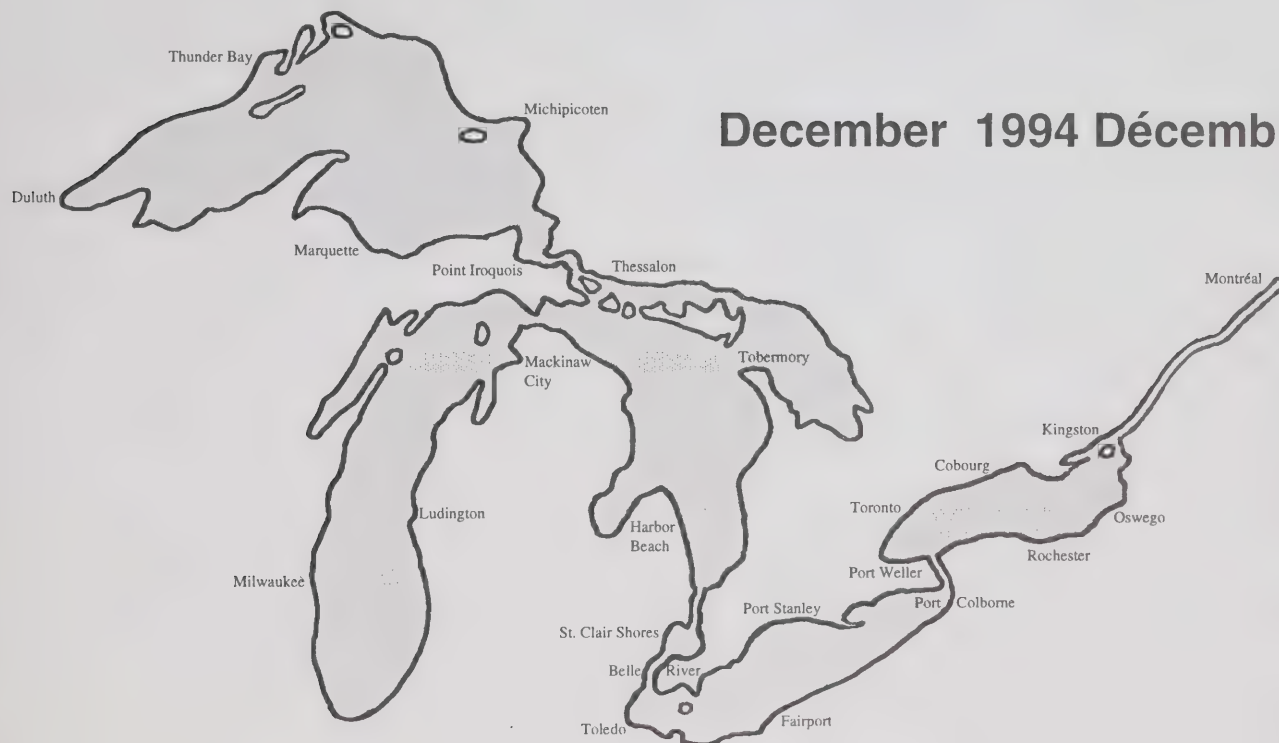 Thunder Bay
Michipicoten
December 1994 Décemb
Duluth
Marquette
Point Iroquois
Thessalon
Montréal
Mackinaw
City
Tobermory
Kingston
Cobourg
Ludington
Toronto
Harbor
Beach
Oswego
Rochester
Milwaukee
Port Weller
Port Colborne
Port Stanley
St. Clair Shores
Belle River
Toledo
Fairport